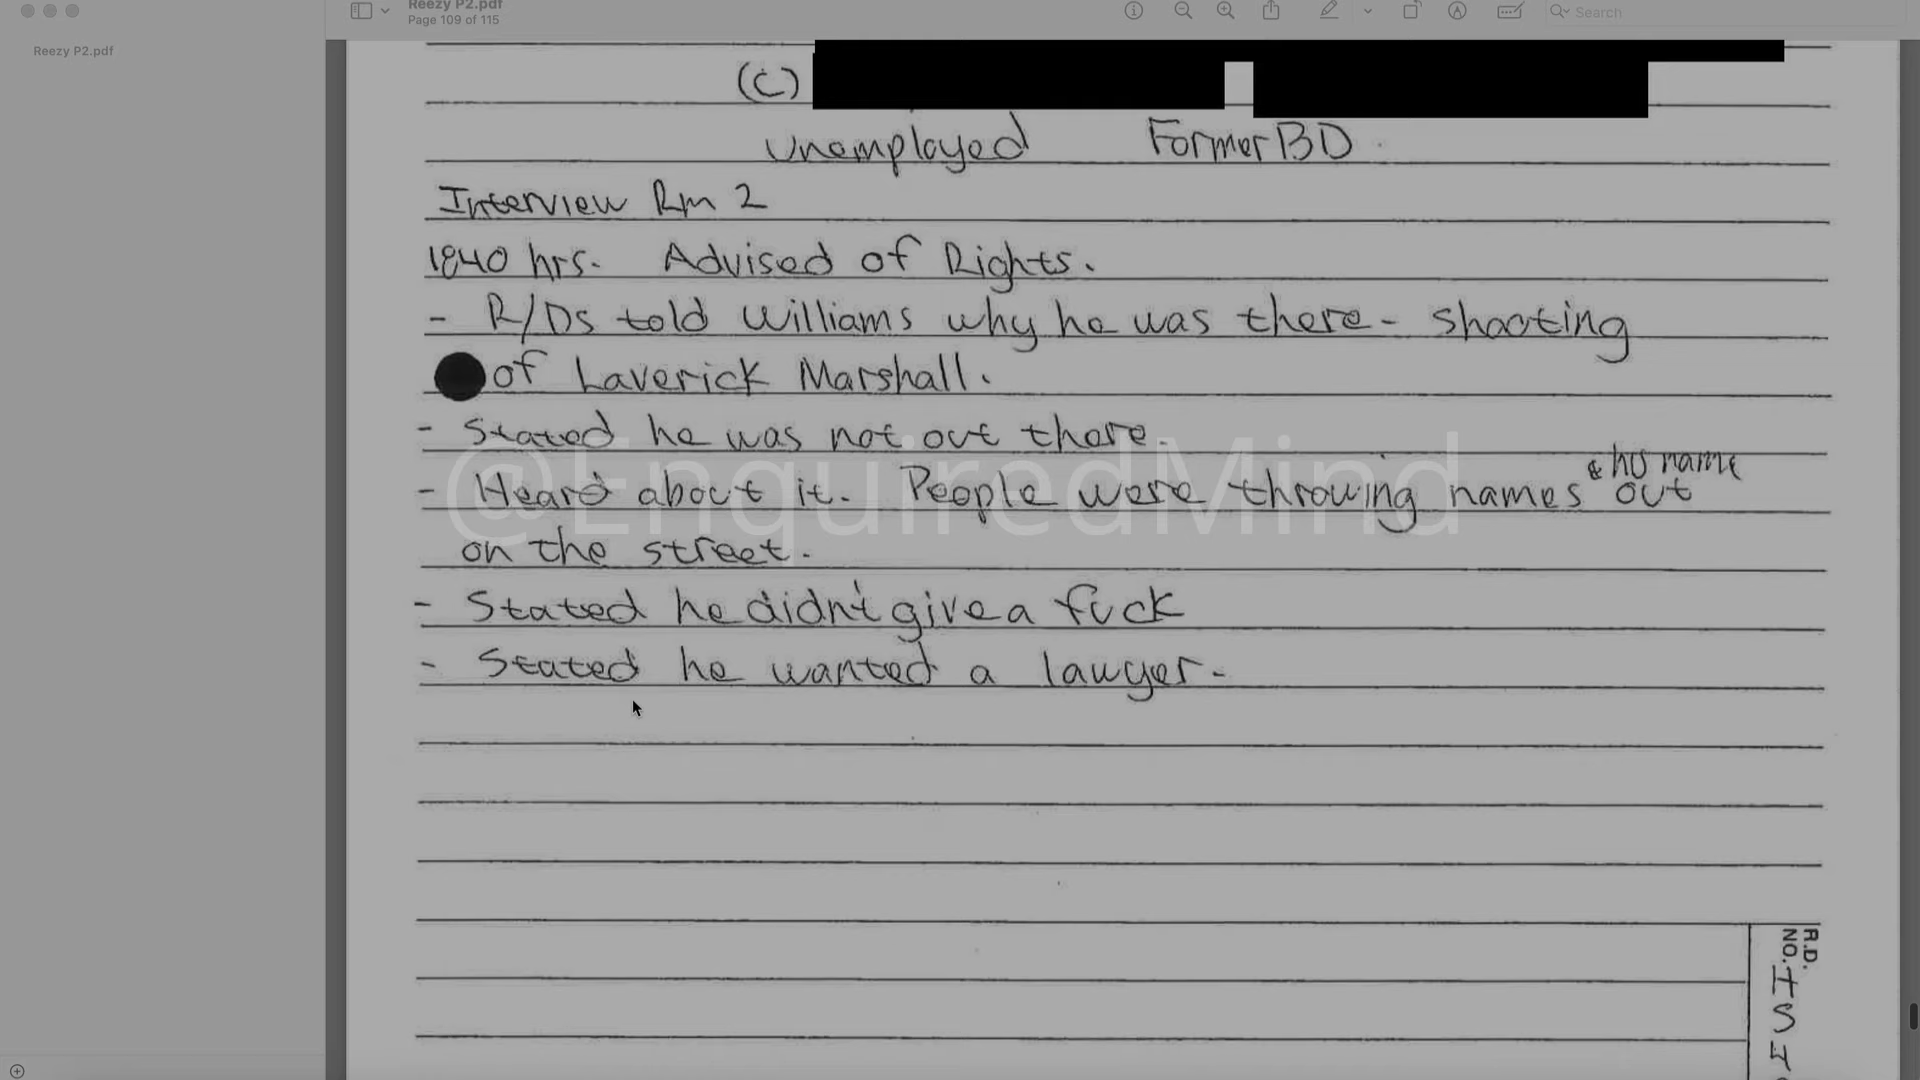 Reezy P2.pdf
Page 109 of 115
Search
Reezy P2.pdf
(C)
Unemployed Former BD.
Interview Rm 2
1840 hrs. Advised of Rights.
- R/Ds told Williams why he was there - shooting
of Laverick Marshall.
- Stated he was not out there.
- Heard about it. People were throwing names & his name out
on the street.
- Stated he didn't give a fuck
- Stated he wanted a lawyer.
@EnquiredMind
R.D.
NO.